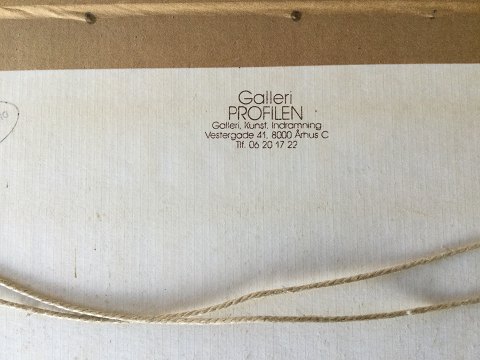 Galleri
PROFILEN
Galleri, Kunst, Indramning
Vestergade 41. 8000 Århus C
Tlf. 06 20 17 22